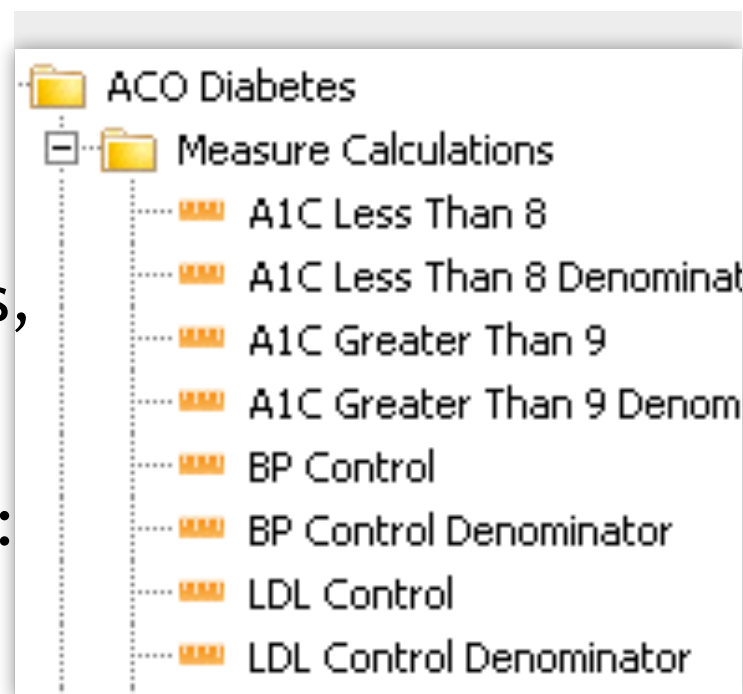 ACO Diabetes
Measure Calculations
A1C Less Than 8
s,
A1C Less Than 8 Denominat
A1C Greater Than 9
A1C Greater Than 9 Denom
BP Control
:
BP Control Denominator
LDL Control
LDL Control Denominator